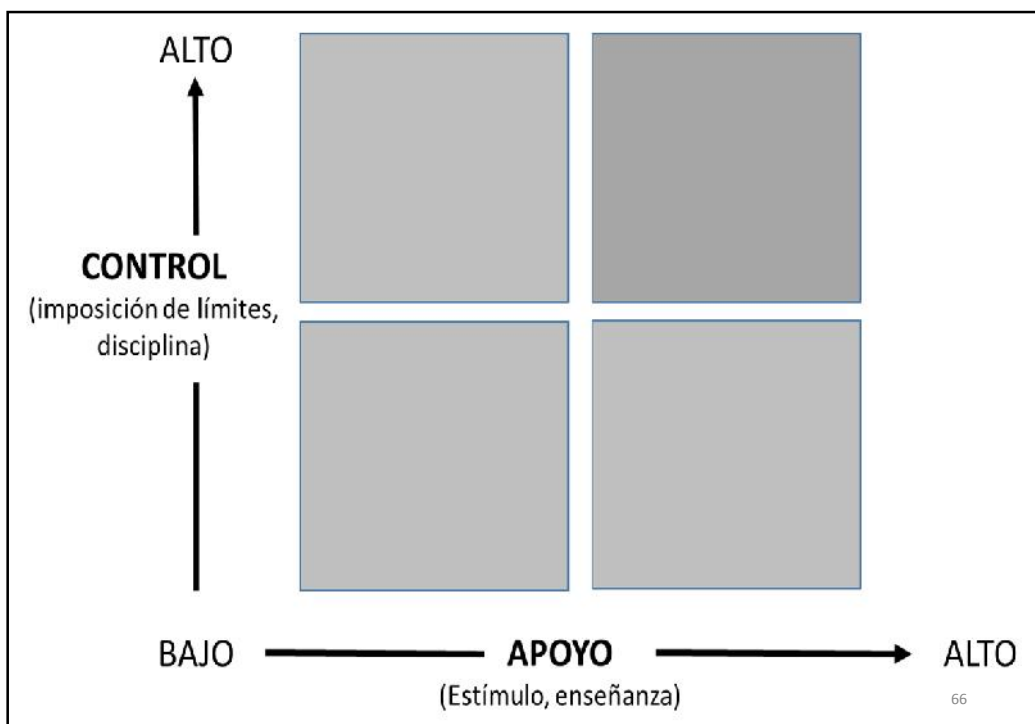 ALTO
CONTROL
(imposición de límites,
disciplina)
BAJO
APOYO
ALTO
(Estímulo, enseñanza)
66